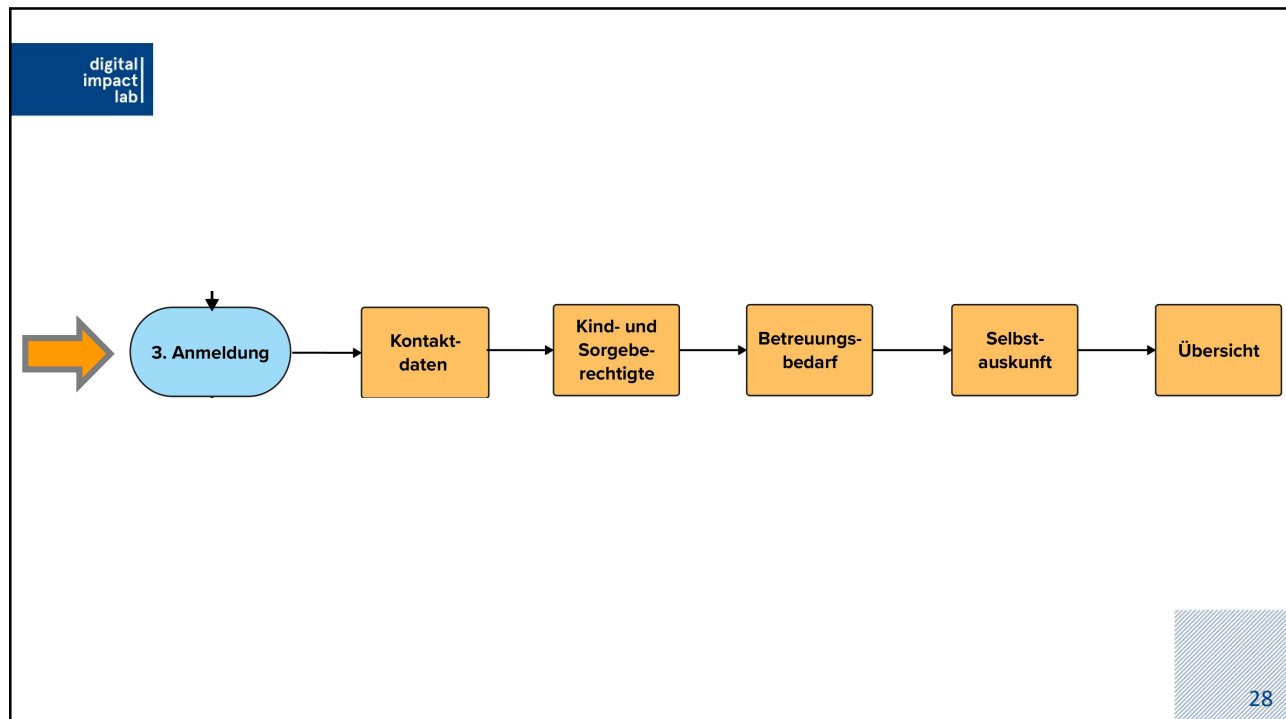 digital
impact
lab
3. Anmeldung
Kontakt-
daten
Kind- und
Sorgebe-
rechtigte
Betreuungs-
bedarf
Selbst-
auskunft
Übersicht
28